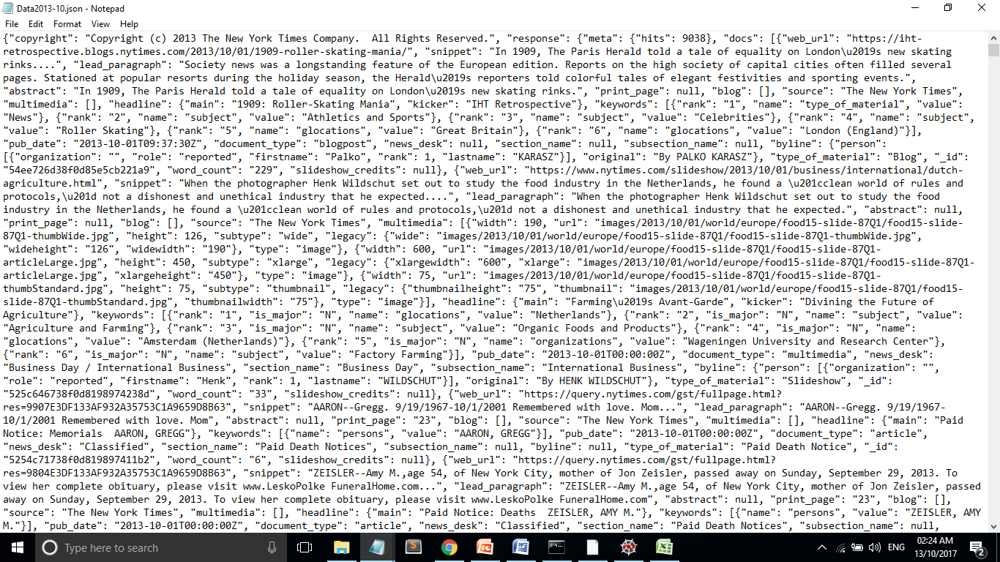 Data2013-10.json - Notepad
File Edit Format View Help
{"copyright": "Copyright (c) 2013 The New York Times Company.  All Rights Reserved.", "response": {"meta": {"hits": 9038}, "docs": [{"web_url": "https://iht-
retrospective.blogs.nytimes.com/2013/10/01/1909-roller-skating-mania/", "snippet": "In 1909, The Paris Herald told a tale of equality on London\u2019s new skating
rinks....", "lead_paragraph": "Society news was a longstanding feature of the European edition. Reports on the high society of capital cities often filled several
pages. Stationed at popular resorts during the holiday season, the Herald\u2019s reporters told colorful tales of elegant festivities and sporting events.",
"abstract": "In 1909, The Paris Herald told a tale of equality on London\u2019s new skating rinks.", "print_page": null, "blog": [], "source": "The New York Times",
"multimedia": [], "headline": {"main": "1909: Roller-Skating Mania", "kicker": "IHT Retrospective"}, "keywords": [{"rank": "1", "name": "type_of_material", "value":
"News"}, {"rank": "2", "name": "subject", "value": "Athletics and Sports"}, {"rank": "3", "name": "subject", "value": "Celebrities"}, {"rank": "4", "name": "subject",
"value": "Roller Skating"}, {"rank": "5", "name": "glocations", "value": "Great Britain"}, {"rank": "6", "name": "glocations", "value": "London (England)"}],
"pub_date": "2013-10-01T09:37:30Z", "document_type": "blogpost", "news_desk": null, "section_name": null, "subsection_name": null, "byline": {"person":
[{"organization": "", "role": "reported", "firstname": "Palko", "rank": 1, "lastname": "KARASZ"}], "original": "By PALKO KARASZ"}, "type_of_material": "Blog", "_id":
"54ee726d38f0d85e5cb221a9", "word_count": "229", "slideshow_credits": null}, {"web_url": "https://www.nytimes.com/slideshow/2013/10/01/business/international/dutch-
agriculture.html", "snippet": "When the photographer Henk Wildschut set out to study the food industry in the Netherlands, he found a \u201cclean world of rules and
protocols,\u201d not a dishonest and unethical industry that he expected....", "lead_paragraph": "When the photographer Henk Wildschut set out to study the food
industry in the Netherlands, he found a \u201cclean world of rules and protocols,\u201d not a dishonest and unethical industry that he expected.", "abstract": null,
"print_page": null, "blog": [], "source": "The New York Times", "multimedia": [{"width": 190, "url": "images/2013/10/01/world/europe/food15-slide-87Q1/food15-slide-
87Q1-thumbWide.jpg", "height": 126, "subtype": "wide", "legacy": {"wide": "images/2013/10/01/world/europe/food15-slide-87Q1/food15-slide-87Q1-thumbWide.jpg",
"wideheight": "126", "widewidth": "190"}, "type": "image"}, {"width": 600, "url": "images/2013/10/01/world/europe/food15-slide-87Q1/food15-slide-87Q1-
articleLarge.jpg", "height": 450, "subtype": "xlarge", "legacy": {"xlargewidth": "600", "xlarge": "images/2013/10/01/world/europe/food15-slide-87Q1/food15-slide-87Q1-
articleLarge.jpg", "xlargeheight": "450"}, "type": "image"}, {"width": 75, "url": "images/2013/10/01/world/europe/food15-slide-87Q1/food15-slide-87Q1-
thumbStandard.jpg", "height": 75, "subtype": "thumbnail", "legacy": {"thumbnailheight": "75", "thumbnail": "images/2013/10/01/world/europe/food15-slide-87Q1/food15-
slide-87Q1-thumbStandard.jpg", "thumbnailwidth": "75"}, "type": "image"}], "headline": {"main": "Farming\u2019s Avant-Garde", "kicker": "Divining the Future of
Agriculture"}, "keywords": [{"rank": "1", "is_major": "N", "name": "glocations", "value": "Netherlands"}, {"rank": "2", "is_major": "N", "name": "subject", "value":
"Agriculture and Farming"}, {"rank": "3", "is_major": "N", "name": "subject", "value": "Organic Foods and Products"}, {"rank": "4", "is_major": "N", "name":
"glocations", "value": "Amsterdam (Netherlands)"}, {"rank": "5", "is_major": "N", "name": "organizations", "value": "Wageningen University and Research Center"},
{"rank": "6", "is_major": "N", "name": "subject", "value": "Factory Farming"}], "pub_date": "2013-10-01T00:00:00Z", "document_type": "multimedia", "news_desk":
"Business Day / International Business", "section_name": "Business Day", "subsection_name": "International Business", "byline": {"person": [{"organization": "",
"role": "reported", "firstname": "Henk", "rank": 1, "lastname": "WILDSCHUT"}], "original": "By HENK WILDSCHUT"}, "type_of_material": "Slideshow", "_id":
"525c646738f0d8198974238d", "word_count": "33", "slideshow_credits": null}, {"web_url": "https://query.nytimes.com/gst/fullpage.html?
res=9907E3DF133AF932A35753C1A9659D8B63", "snippet": "AARON--Gregg. 9/19/1967-10/1/2001 Remembered with love. Mom...", "lead_paragraph": "AARON--Gregg. 9/19/1967-
10/1/2001 Remembered with love. Mom", "abstract": null, "print_page": "23", "blog": [], "source": "The New York Times", "multimedia": [], "headline": {"main": "Paid
Notice: Memorials  AARON, GREGG"}, "keywords": [{"name": "persons", "value": "AARON, GREGG"}], "pub_date": "2013-10-01T00:00:00Z", "document_type": "article",
"news_desk": "Classified", "section_name": "Paid Death Notices", "subsection_name": null, "byline": null, "type_of_material": "Paid Death Notice", "_id":
"5254c71738f0d819897411b2", "word_count": "6", "slideshow_credits": null}, {"web_url": "https://query.nytimes.com/gst/fullpage.html?
res=9804E3DF133AF932A35753C1A9659D8B63", "snippet": "ZEISLER--Amy M.,age 54, of New York City, mother of Jon Zeisler, passed away on Sunday, September 29, 2013. To
view her complete obituary, please visit www.LeskoPolke FuneralHome.com...", "lead_paragraph": "ZEISLER--Amy M.,age 54, of New York City, mother of Jon Zeisler, passed
away on Sunday, September 29, 2013. To view her complete obituary, please visit www.LeskoPolke FuneralHome.com", "abstract": null, "print_page": "23", "blog": [],
"source": "The New York Times", "multimedia": [], "headline": {"main": "Paid Notice: Deaths  ZEISLER, AMY M."}, "keywords": [{"name": "persons", "value": "ZEISLER, AMY
M."}], "pub_date": "2013-10-01T00:00:00Z", "document_type": "article", "news_desk": "Classified", "section_name": "Paid Death Notices", "subsection_name": null,
Type here to search
ENG
02:24 AM
13/10/2017
2